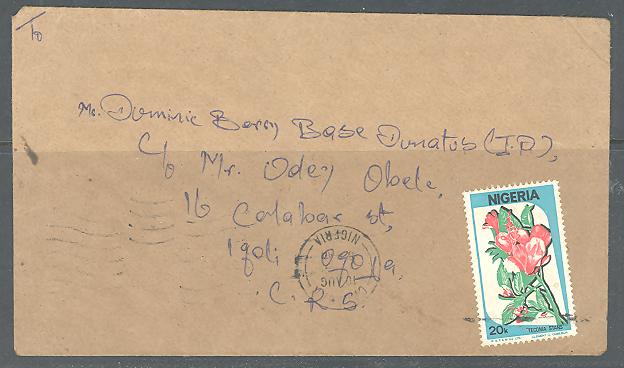 To
Mr. Dominic Berry Base Donatus (J.P),
C/o Mr. Odey Obele,
16 Calabar st,
Igoli Ogoja.
C.R.S.
NIGERIA
AUG
NIGERIA
20k
"TECOMA STANS"